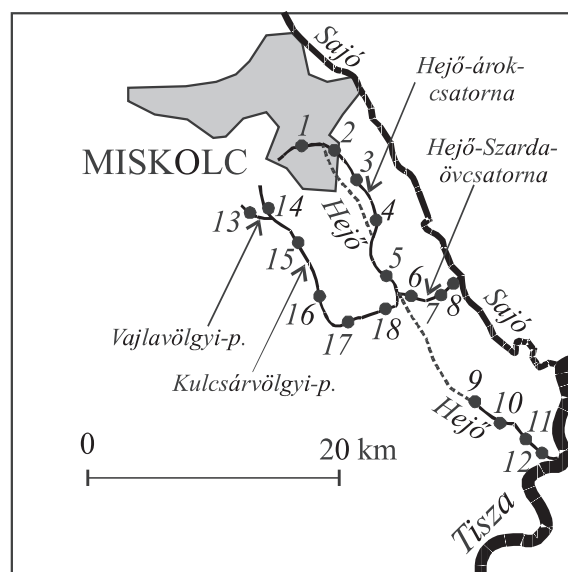 Sajó
Hejő-árok-
csatorna
1
2
MISKOLC
3
Hejő-Szarda-
övcsatorna
Hejő
4
13
14
15
5
6
7
8
16
17
18
Sajó
Vajlavölgyi-p.
Kulcsárvölgyi-p.
9
Hejő
10
11
12
0
20 km
Tisza